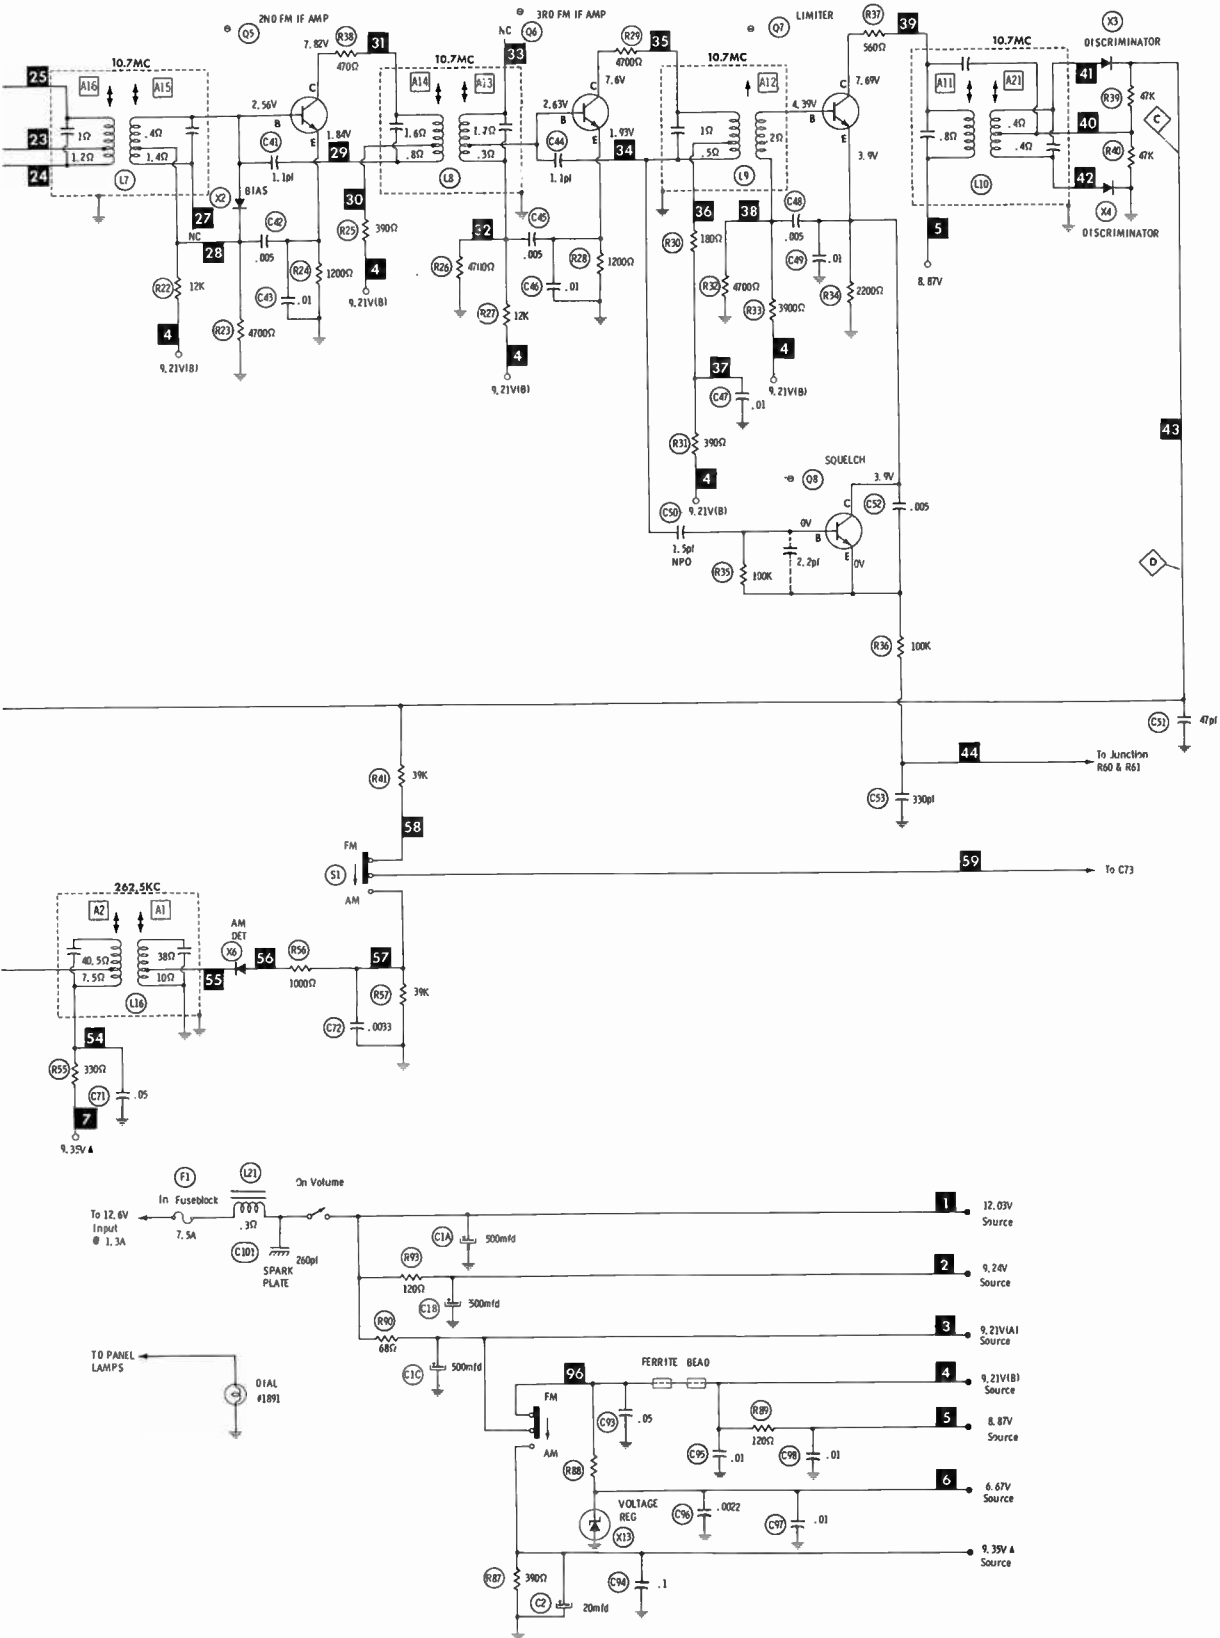 2ND FM IF AMP
Q5
7.82V
R38
470Ω
31
3RD FM IF AMP
Q6
NC
33
R29
4700Ω
35
Q7
LIMITER
R37
560Ω
39
X3
DISCRIMINATOR
25
10.7MC
A16
A15
23
24
1Ω
1.2Ω
.4Ω
1.4Ω
L7
2.56V
B
C
E
1.84V
C41
1.1pf
29
X2
BIAS
27
NC
28
C42
.005
R24
1200Ω
C43
.01
R22
12K
4
9.21V(B)
R23
4700Ω
10.7MC
A14
A13
1.6Ω
.8Ω
1.7Ω
.3Ω
L8
30
R25
390Ω
4
9.21V(B)
32
R26
4700Ω
C45
.005
C46
.01
R27
12K
4
9.21V(B)
R28
1200Ω
2.63V
B
C
7.6V
E
1.93V
C44
1.1pf
34
10.7MC
A12
1Ω
.5Ω
2Ω
L9
36
R30
180Ω
38
R32
4700Ω
C48
.005
C49
.01
R33
3900Ω
4
9.21V(B)
R34
2200Ω
37
C47
.01
R31
390Ω
4
9.21V(B)
4.39V
B
C
7.69V
E
3.9V
10.7MC
A11
A21
.8Ω
.4Ω
.4Ω
L10
5
8.87V
41
40
42
R39
47K
R40
47K
X4
DISCRIMINATOR
C
43
D
SQUELCH
Q8
3.9V
C
0V
B
E
0V
C50
1.5pf
NPO
R35
100K
2.2pf
C52
.005
R36
100K
C51
47pf
44
To Junction
R60 & R61
C53
330pf
R41
39K
58
FM
S1
AM
59
To C73
262.5KC
A2
A1
40.5Ω
7.5Ω
38Ω
10Ω
L16
55
AM
DET
X6
56
R56
1000Ω
57
R57
39K
C72
.0033
54
R55
330Ω
C71
.05
7
9.35V▲
F1
In Fuseblock
7.5A
To 12.6V
Input
@ 1.3A
L21
.3Ω
C101
SPARK
PLATE
260pf
On Volume
1
12.03V
Source
C1A
500mfd
2
9.24V
Source
R93
120Ω
C1B
500mfd
3
9.21V(A)
Source
R90
68Ω
C1C
500mfd
TO PANEL
LAMPS
DIAL
#1891
96
FM
AM
FERRITE BEAD
4
9.21V(B)
Source
C93
.05
R89
120Ω
5
8.87V
Source
C95
.01
C98
.01
R88
6
6.67V
Source
VOLTAGE
REG
X13
C96
.0022
C97
.01
9.35V▲
Source
R87
390Ω
C2
20mfd
C94
.1